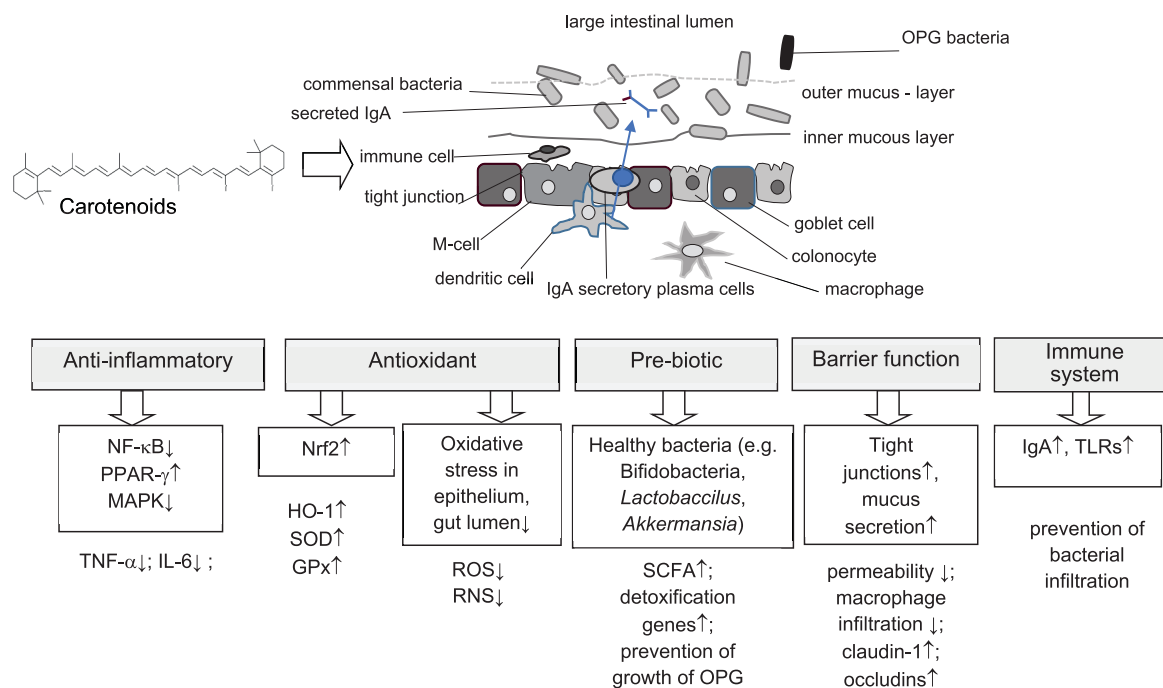 large intestinal lumen
OPG bacteria
commensal bacteria
outer mucus - layer
secreted IgA
inner mucous layer
immune cell
Carotenoids
tight junction
goblet cell
M-cell
colonocyte
dendritic cell
IgA secretory plasma cells
macrophage
Anti-inflammatory
NF-κB↓
PPAR-γ↑
MAPK↓
TNF-α↓; IL-6↓ ;
Antioxidant
Nrf2↑
HO-1↑
SOD↑
GPx↑
Oxidative
stress in
epithelium,
gut lumen↓
ROS↓
RNS↓
Pre-biotic
Healthy bacteria (e.g.
Bifidobacteria,
Lactobaccilus,
Akkermansia)
SCFA↑;
detoxification
genes↑;
prevention of
growth of OPG
Barrier function
Tight
junctions↑,
mucus
secretion↑
permeability ↓;
macrophage
infiltration ↓;
claudin-1↑;
occludins↑
Immune
system
IgA↑, TLRs↑
prevention of
bacterial
infiltration